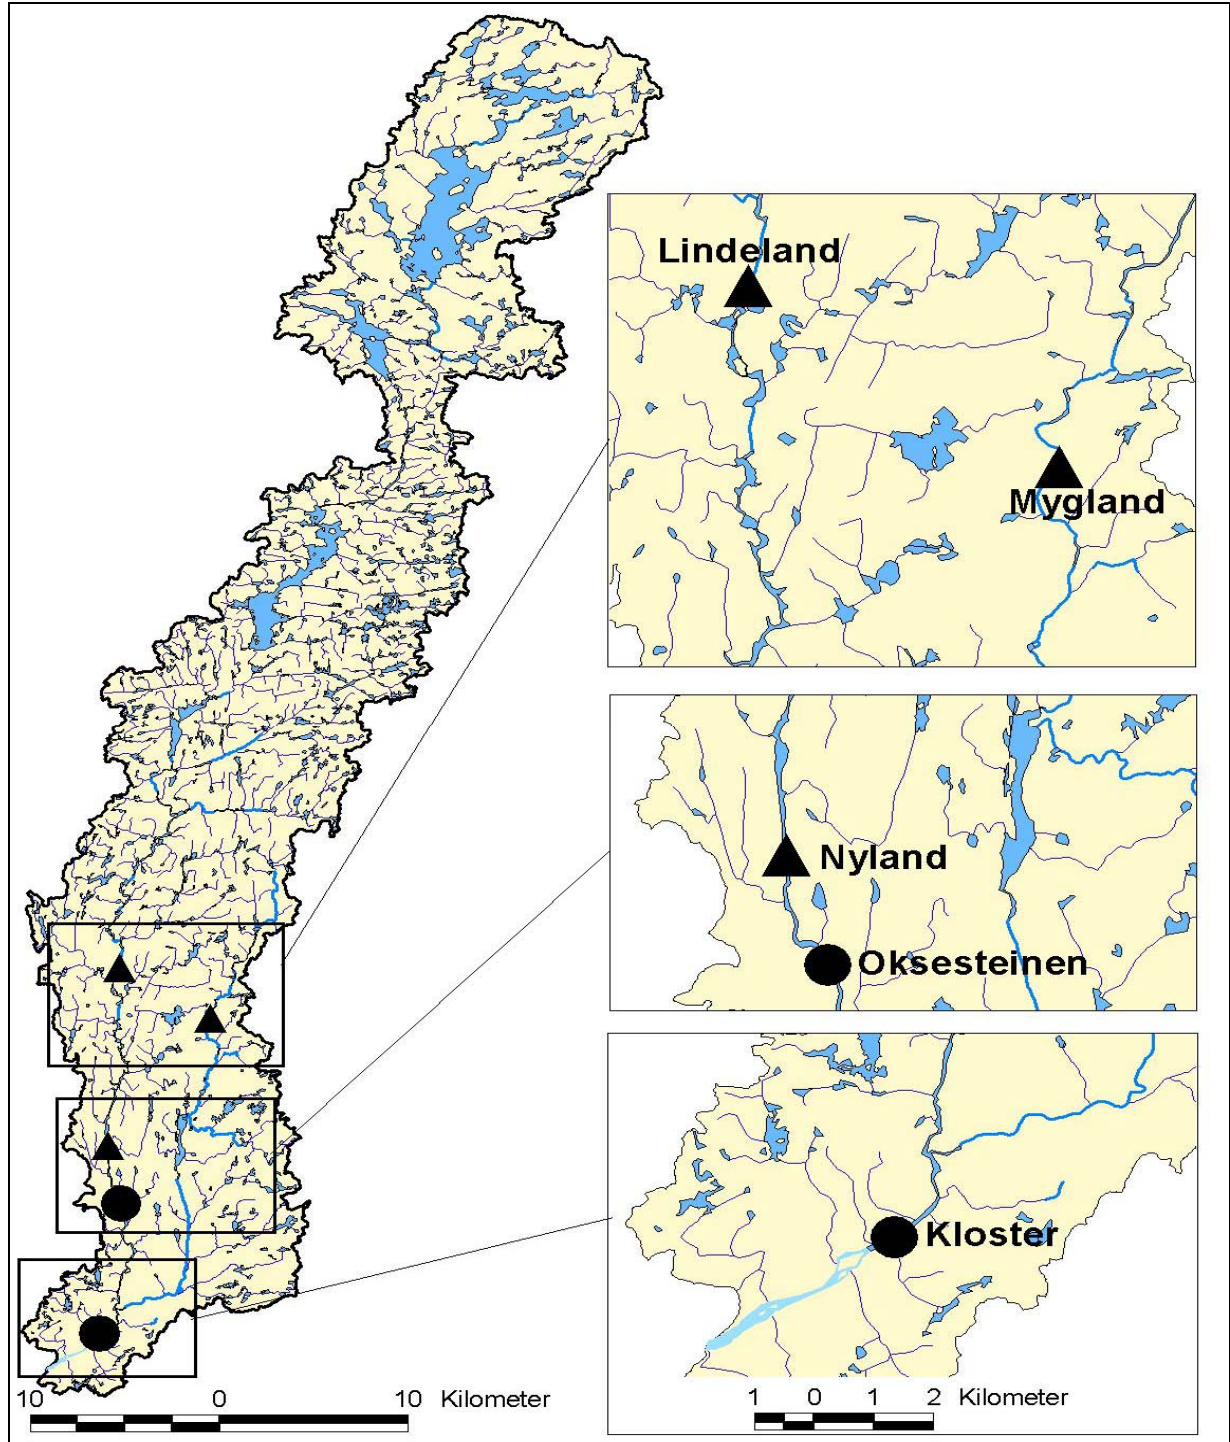 Lindeland
Mygland
Nyland
Oksesteinen
Kloster
10 0 10 Kilometer
1 0 1 2 Kilometer